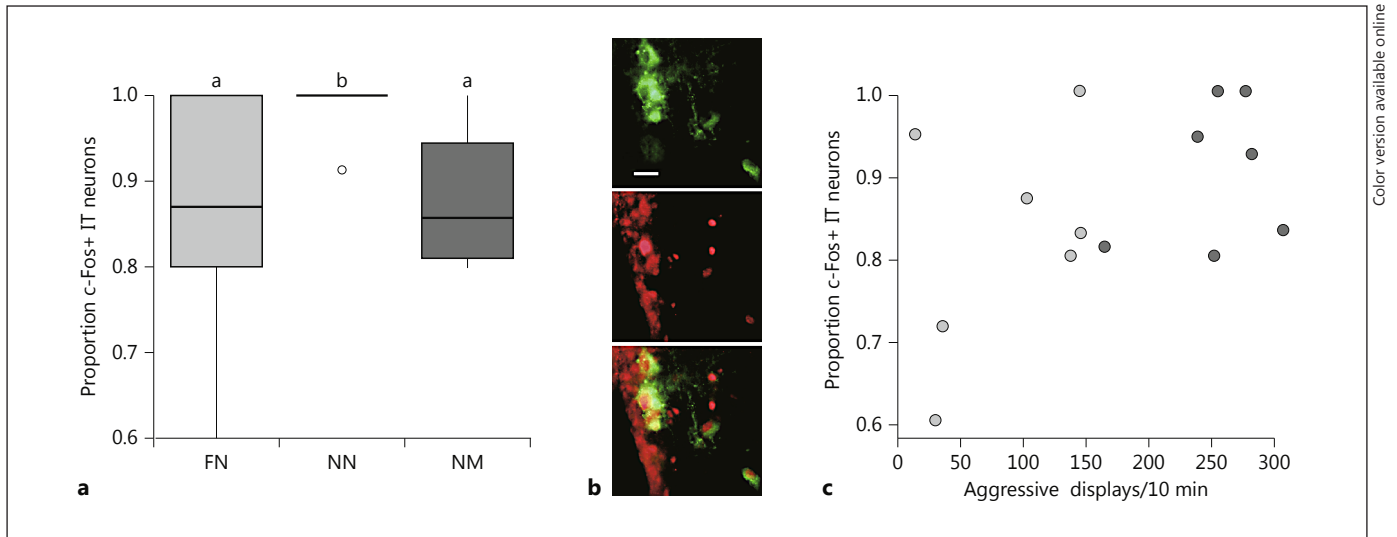 Color version available online
a
b
a
1.0
0.9
0.8
0.7
0.6
Proportion c-Fos+ IT neurons
FN
NN
NM
a
b
1.0
0.9
0.8
0.7
0.6
Proportion c-Fos+ IT neurons
0
50
100
150
200
250
300
Aggressive displays/10 min
c